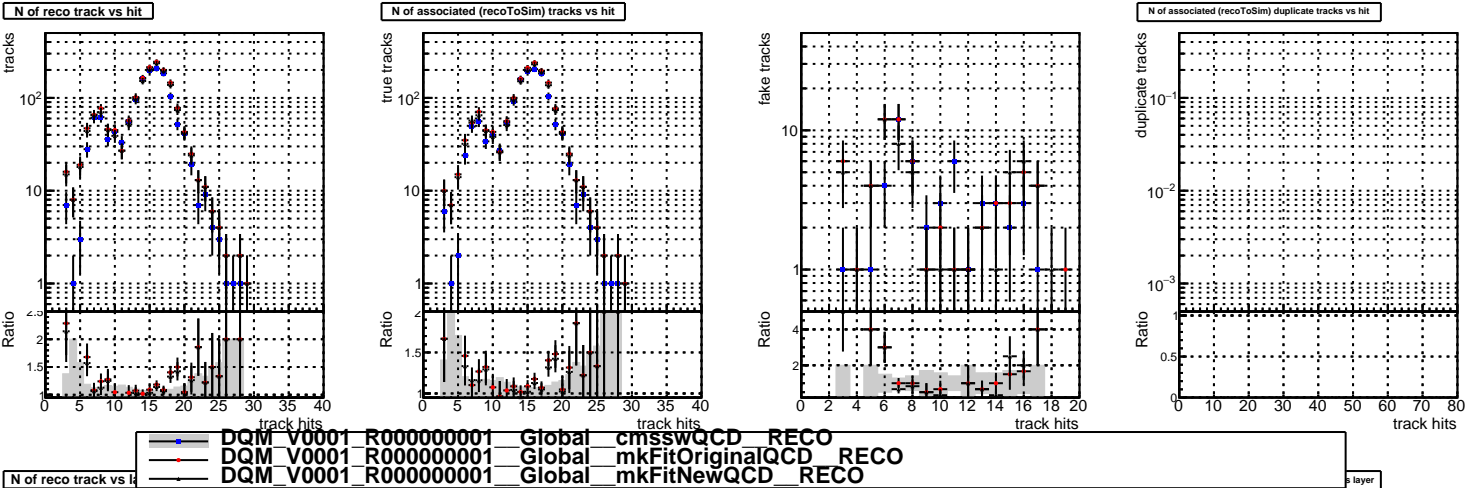 N of reco track vs hit
N of associated (recoToSim) tracks vs hit
N of associated (recoToSim) duplicate tracks vs hit
tracks
10²
10
1
Ratio
2.5
2
1.5
1
0 5 10 15 20 25 30 35 40
track hits
true tracks
10²
10
1
Ratio
2
1.5
1
0 5 10 15 20 25 30 35 40
track hits
fake tracks
10
1
Ratio
4
2
0 2 4 6 8 10 12 14 16 18 20
track hits
duplicate tracks
10⁻¹
10⁻²
10⁻³
Ratio
1
0.5
0
0 10 20 30 40 50 60 70 80
track hits
DQM_V0001_R000000001__Global__cmsswQCD__RECO
DQM_V0001_R000000001__Global__mkFitOriginalQCD__RECO
DQM_V0001_R000000001__Global__mkFitNewQCD__RECO
N of reco track vs la
s layer